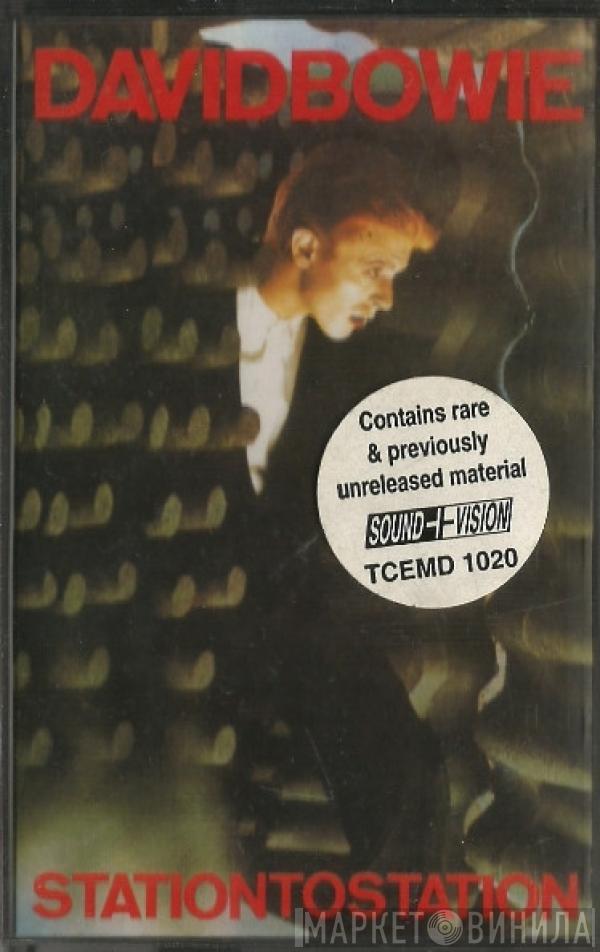 DAVIDBOWIE
Contains rare
& previously
unreleased material
SOUND+VISION
TCEMD 1020
STATIONTOSTATION
МАРКЕТ ВИНИЛА